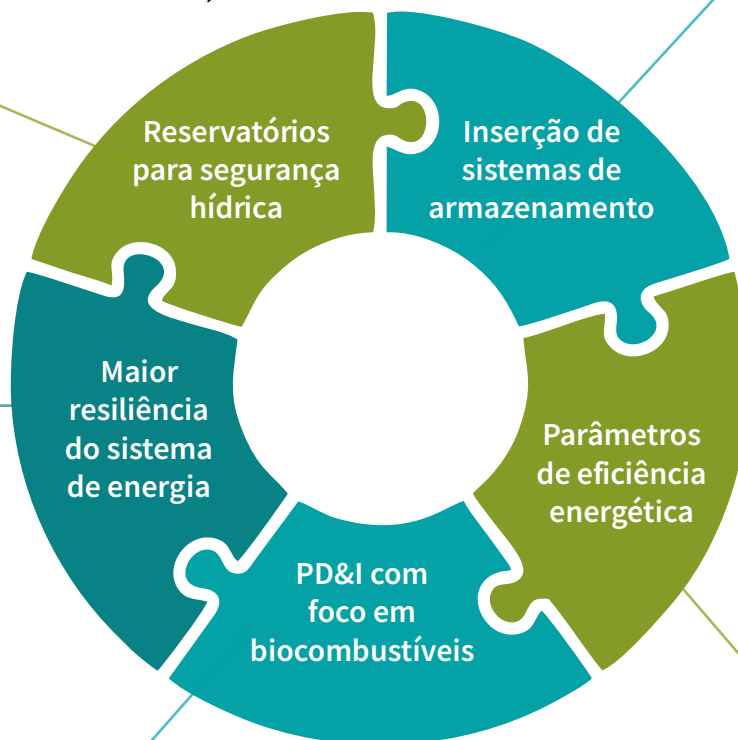 Reservatórios
para segurança
hídrica
Inserção de
sistemas de
armazenamento
Maior
resiliência
do sistema
de energia
Parâmetros
de eficiência
energética
PD&I com
foco em
biocombustíveis